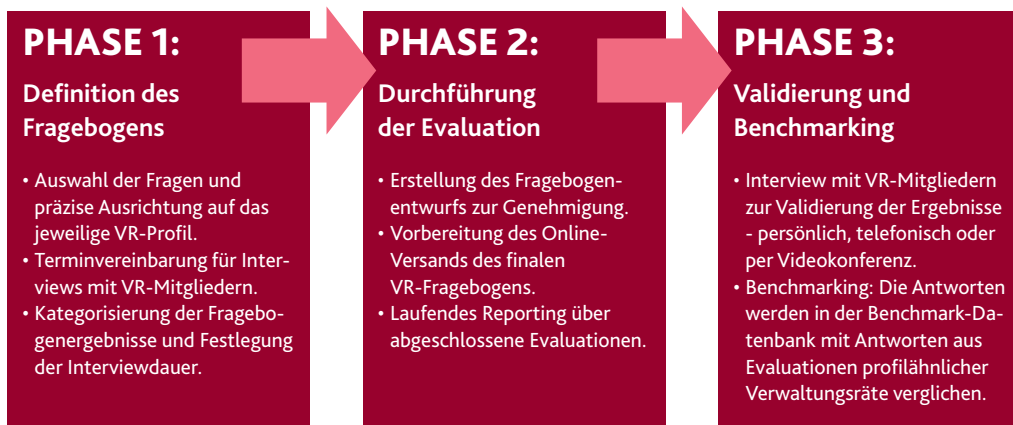 PHASE 1:
Definition des
Fragebogens
• Auswahl der Fragen und
präzise Ausrichtung auf das
jeweilige VR-Profil.
• Terminvereinbarung für Inter-
views mit VR-Mitgliedern.
• Kategorisierung der Fragebo-
genergebnisse und Festlegung
der Interviewdauer.
PHASE 2:
Durchführung
der Evaluation
• Erstellung des Fragebogen-
entwurfs zur Genehmigung.
• Vorbereitung des Online-
Versands des finalen
VR-Fragebogens.
• Laufendes Reporting über
abgeschlossene Evaluationen.
PHASE 3:
Validierung und
Benchmarking
• Interview mit VR-Mitgliedern
zur Validierung der Ergebnisse
- persönlich, telefonisch oder
per Videokonferenz.
• Benchmarking: Die Antworten
werden in der Benchmark-Da-
tenbank mit Antworten aus
Evaluationen profilähnlicher
Verwaltungsräte verglichen.